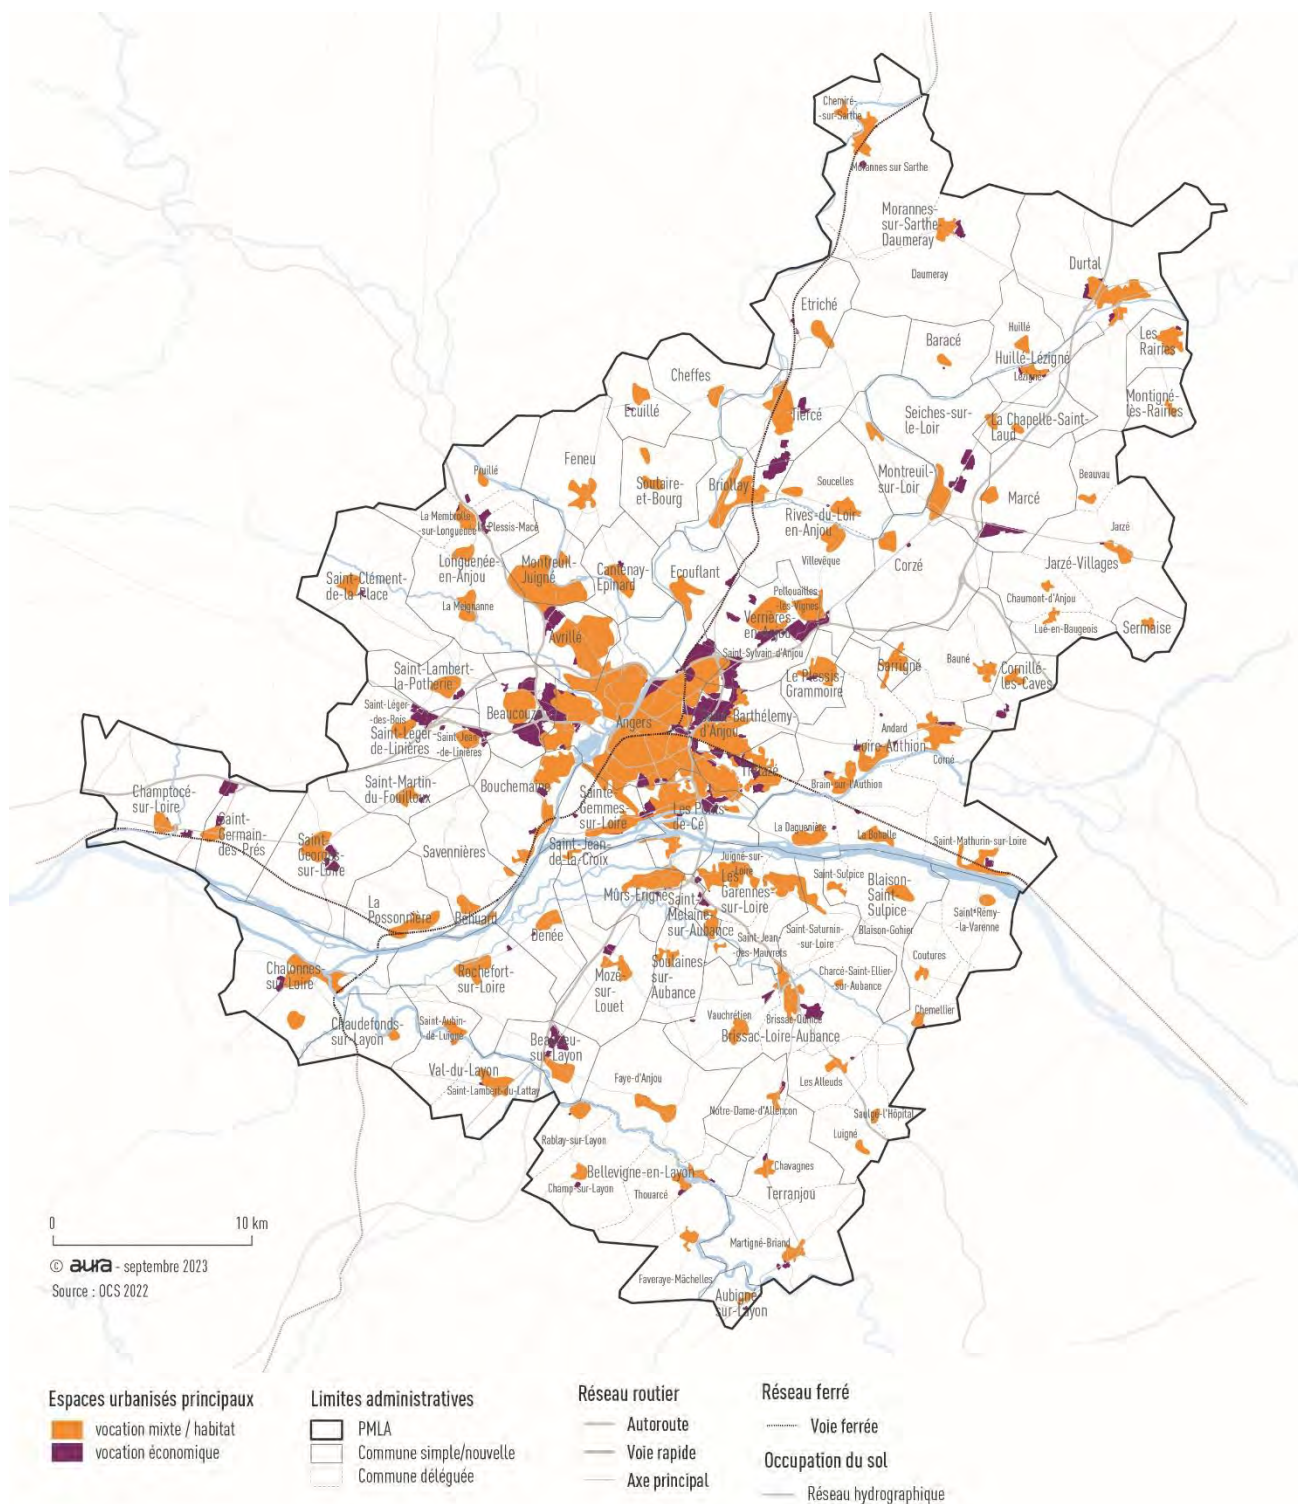 Chemiré-
-sur-Sarthe
Morannes sur Sarthe
Morannes-
sur-Sarthe-
Daumeray
Daumeray
Durtal
Etriché
Baracé
Huillé
Huille-Lézigné
Lézigné
Les
Rairies
Cheffes
Ecuillé
Tiercé
Seiches-sur-
le-Loir
La Chapelle-Saint-
Laud
Montigné-
lès-Rairies
Feneu
Soulaire-
et-Bourg
Briollay
Soucelles
Montreuil-
sur-Loir
Marcé
Beauvau
Pruillé
La Membrolle-
-sur-Longuenée
Le Plessis-Macé
Rives-du-Loir-
en-Anjou
Villevêque
Corzé
Jarzé
Jarzé-Villages
Longuenée-
en-Anjou
Montreuil-
Juigné
Cantenay-
Epinard
Ecouflant
Pellouailles-
-les-Vignes
Verrières-
en-Anjou
Chaumont-d'Anjou
Lué-en-Baugeois
Sermaise
Saint-Clément-
de-la-Place
La Meignanne
Avrillé
Saint-Sylvain-d'Anjou
Le Plessis-
Grammoire
Sarrigné
Bauné
Cornillé-
les-Caves
Saint-Lambert-
la-Potherie
Saint-Léger-
-des-Bois
Saint-Léger-
de-Linières
Saint-Jean-
-de-Linières
Beaucouzé
Angers
Saint-Barthélemy-
d'Anjou
Andard
Loire-Authion
Corné
Trélazé
Brain-sur-l'Authion
Bouchemaine
Saint-Martin-
du-Fouilloux
Champtocé-
sur-Loire
Saint-
Germain-
des-Prés
Saint-
Georges-
sur-Loire
Savennières
Sainte-
Gemmes-
sur-Loire
Les Ponts-
de-Cé
Saint-Jean-
de-la-Croix
La Daguenière
La Bohalle
Saint-Mathurin-sur-Loire
Juigné-sur-
-Loire
Les
Garennes-
sur-Loire
Saint-Sulpice
Blaison-
Saint-
Sulpice
Blaison-Gohier
Saint-Rémy-
-la-Varenne
Mûrs-Erigné
Saint-
Melaine-
sur-Aubance
La
Possonnière
Béhuard
Denée
Saint-Jean-
-des-Mauvrets
Saint-Saturnin-
-sur-Loire
Coutures
Chalonnes-
sur-Loire
Rochefort-
sur-Loire
Mozé-
sur-
Louet
Soulaines-
sur-
Aubance
Charcé-Saint-Ellier-
-sur-Aubance
Chemellier
Chaudefonds-
sur-Layon
Saint-Aubin-
-de-Luigné
Beaulieu-
sur-Layon
Vauchrétien
Brissac-Quincé
Brissac-Loire-Aubance
Val-du-Layon
Saint-Lambert-du-Lattay
Faye-d'Anjou
Les Alleuds
Notre-Dame-d'Allençon
Saulgé-l'Hôpital
Luigné
Rablay-sur-Layon
Bellevigne-en-Layon
Champ-sur-Layon
Thouarcé
Chavagnes
Terranjou
Martigné-Briand
Faveraye-Mâchelles
Aubigné-
sur-Layon
0 10 km
© aura - septembre 2023
Source : OCS 2022
Espaces urbanisés principaux
vocation mixte / habitat
vocation économique
Limites administratives
PMLA
Commune simple/nouvelle
Commune déléguée
Réseau routier
Autoroute
Voie rapide
Axe principal
Réseau ferré
Voie ferrée
Occupation du sol
Réseau hydrographique